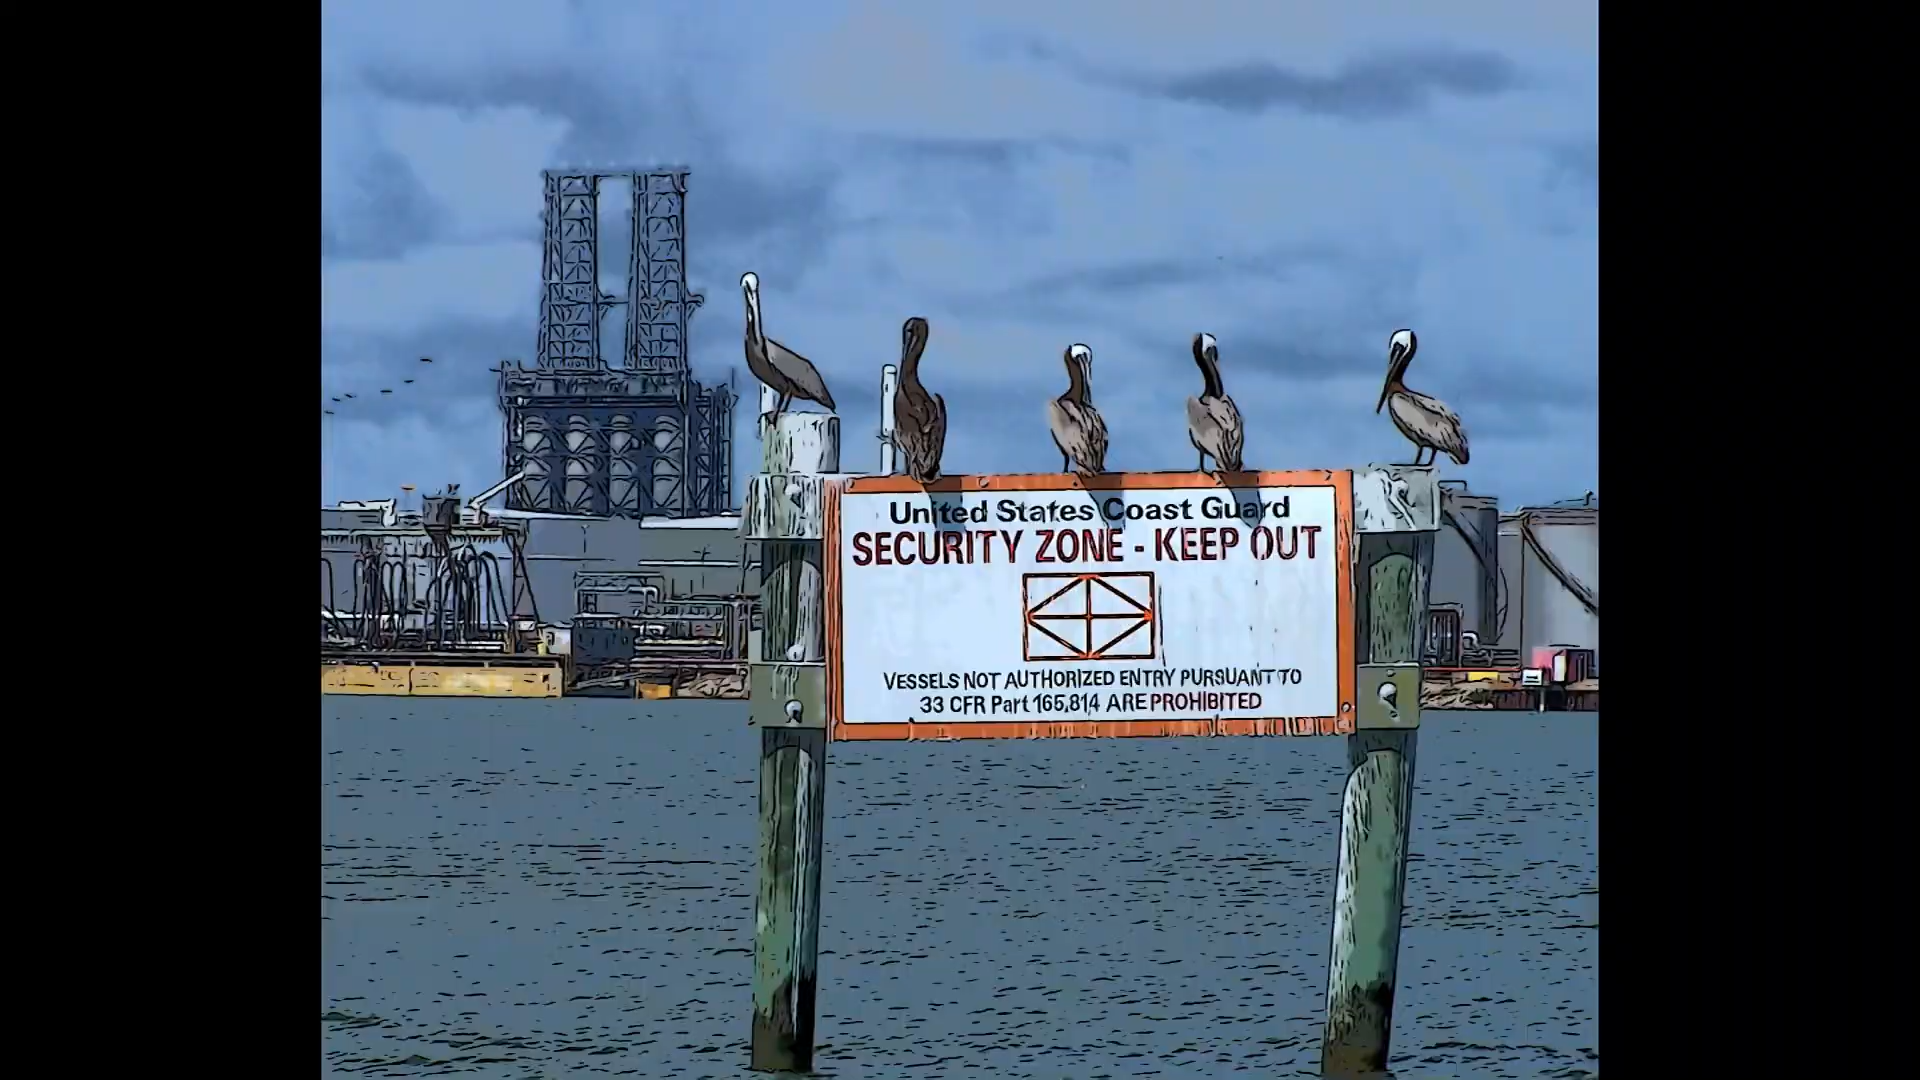 United States Coast Guard
SECURITY ZONE - KEEP OUT
VESSELS NOT AUTHORIZED ENTRY PURSUANT TO
33 CFR Part 165.814 ARE PROHIBITED